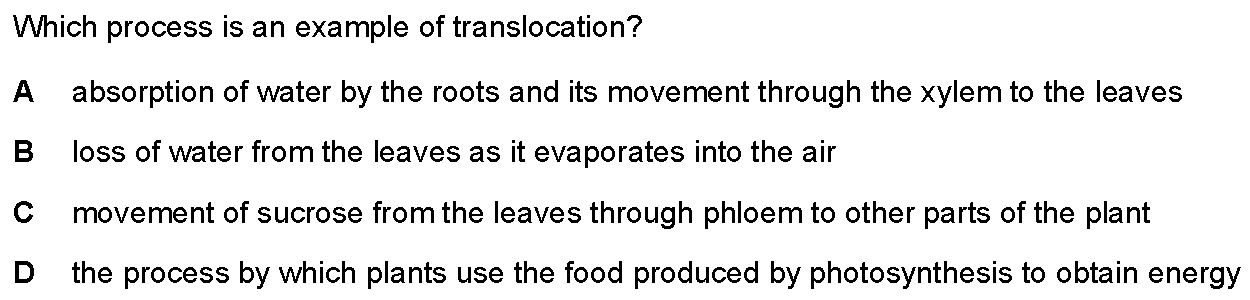 Which process is an example of translocation?
A absorption of water by the roots and its movement through the xylem to the leaves
B loss of water from the leaves as it evaporates into the air
C movement of sucrose from the leaves through phloem to other parts of the plant
D the process by which plants use the food produced by photosynthesis to obtain energy